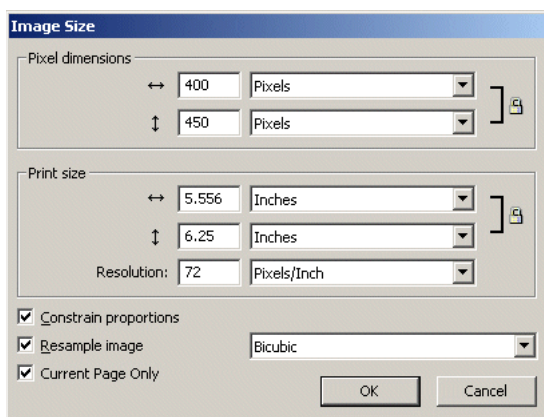 Image Size
Pixel dimensions
400 Pixels
450 Pixels
Print size
5.556 Inches
6.25 Inches
Resolution: 72 Pixels/Inch
Constrain proportions
Resample image Bicubic
Current Page Only
OK Cancel